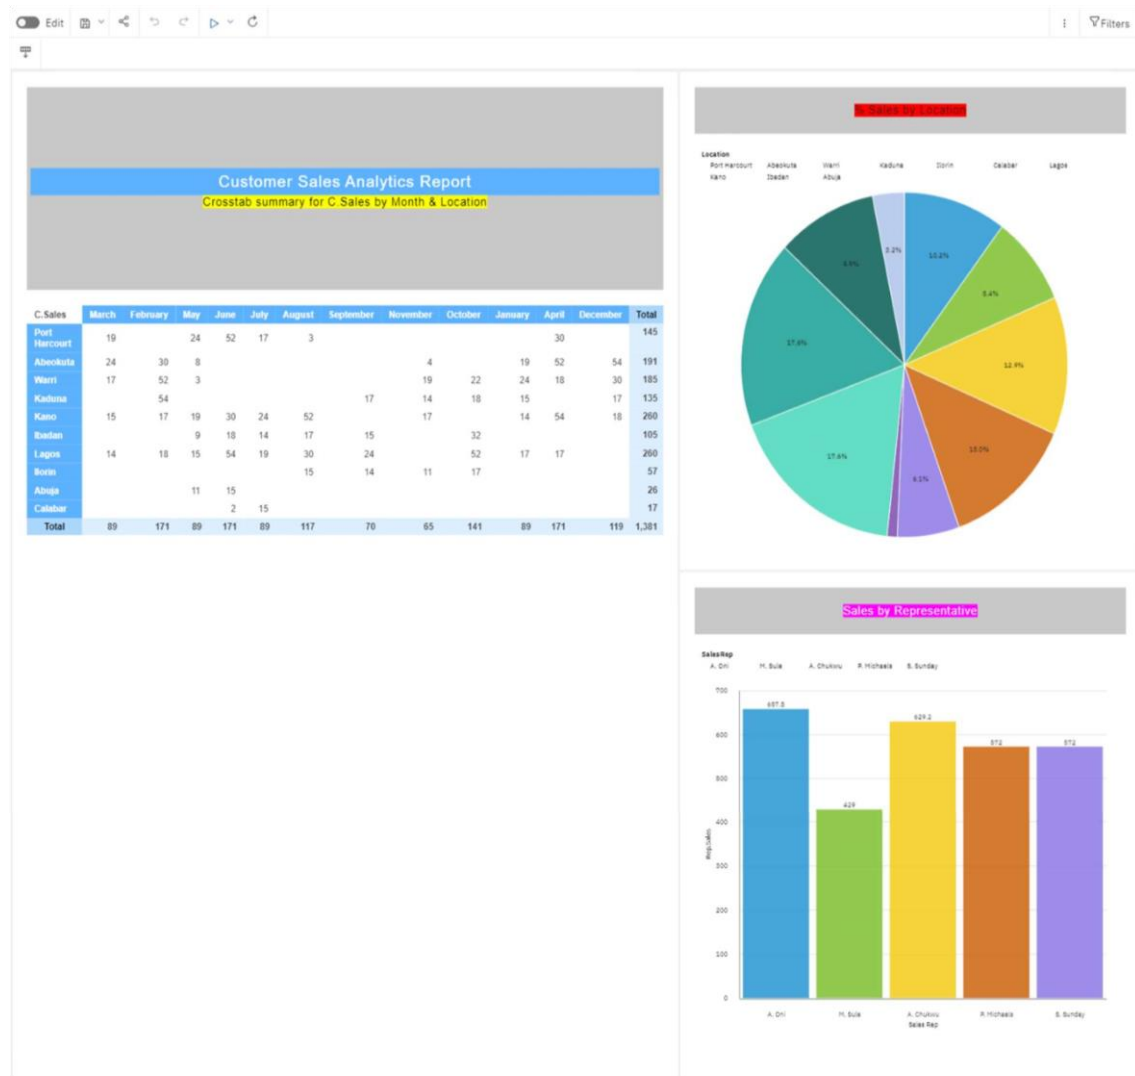 Edit
Filters
Customer Sales Analytics Report
Crosstab summary for C.Sales by Month & Location
C.Sales March February May June July August September November October January April December Total
Port Harcourt 19 24 52 17 3 30 145
Abeokuta 24 30 8 4 19 52 54 191
Warri 17 52 3 19 22 24 18 30 185
Kaduna 54 17 14 18 15 17 135
Kano 15 17 19 30 24 52 17 14 54 18 260
Ibadan 9 18 14 17 15 32 105
Lagos 14 18 15 54 19 30 24 52 17 17 260
Ilorin 15 14 11 17 57
Abuja 11 15 26
Calabar 2 15 17
Total 89 171 89 171 89 117 70 65 141 89 171 119 1,381
% Sales by Location
Location
Port Harcourt Abeokuta Warri Kaduna Ilorin Calabar Lagos
Kano Ibadan Abuja
3.2%
17.6%
12.9%
17.6%
13.0%
4.1%
Sales by Representative
SalesRep
A. Oni M. Sule A. Chukwu P. Michaels S. Sunday
700
657.8
629.2
600
572 572
500
429
400
Rep.Sales
300
200
100
0
A. Oni M. Sule A. Chukwu P. Michaels S. Sunday
Sales Rep